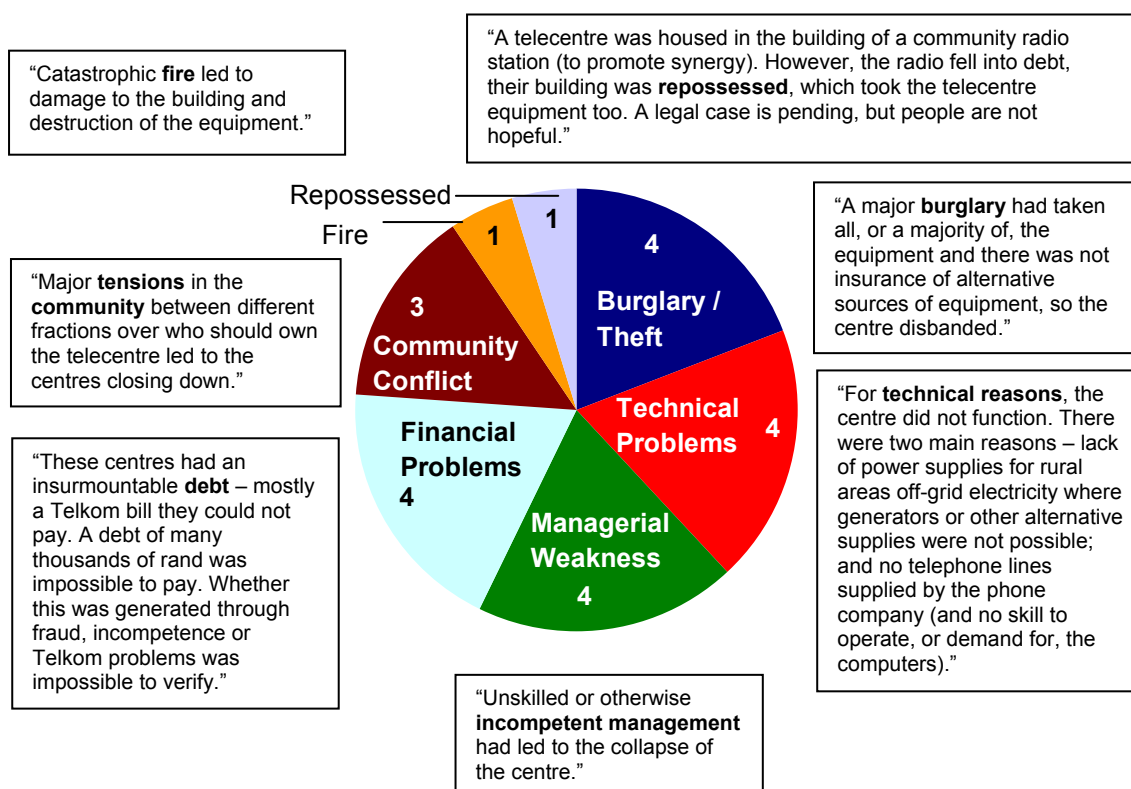 “A telecentre was housed in the building of a community radio
station (to promote synergy). However, the radio fell into debt,
their building was repossessed, which took the telecentre
equipment too. A legal case is pending, but people are not
hopeful.”
“Catastrophic fire led to
damage to the building and
destruction of the equipment.”
Repossessed
Fire
1
1
4
Burglary /
Theft
“A major burglary had taken
all, or a majority of, the
equipment and there was not
insurance of alternative
sources of equipment, so the
centre disbanded.”
“Major tensions in the
community between different
fractions over who should own
the telecentre led to the
centres closing down.”
3
Community
Conflict
Technical
Problems
4
“For technical reasons, the
centre did not function. There
were two main reasons – lack
of power supplies for rural
areas off-grid electricity where
generators or other alternative
supplies were not possible;
and no telephone lines
supplied by the phone
company (and no skill to
operate, or demand for, the
computers).”
Financial
Problems
4
“These centres had an
insurmountable debt – mostly
a Telkom bill they could not
pay. A debt of many
thousands of rand was
impossible to pay. Whether
this was generated through
fraud, incompetence or
Telkom problems was
impossible to verify.”
Managerial
Weakness
4
“Unskilled or otherwise
incompetent management
had led to the collapse of
the centre.”